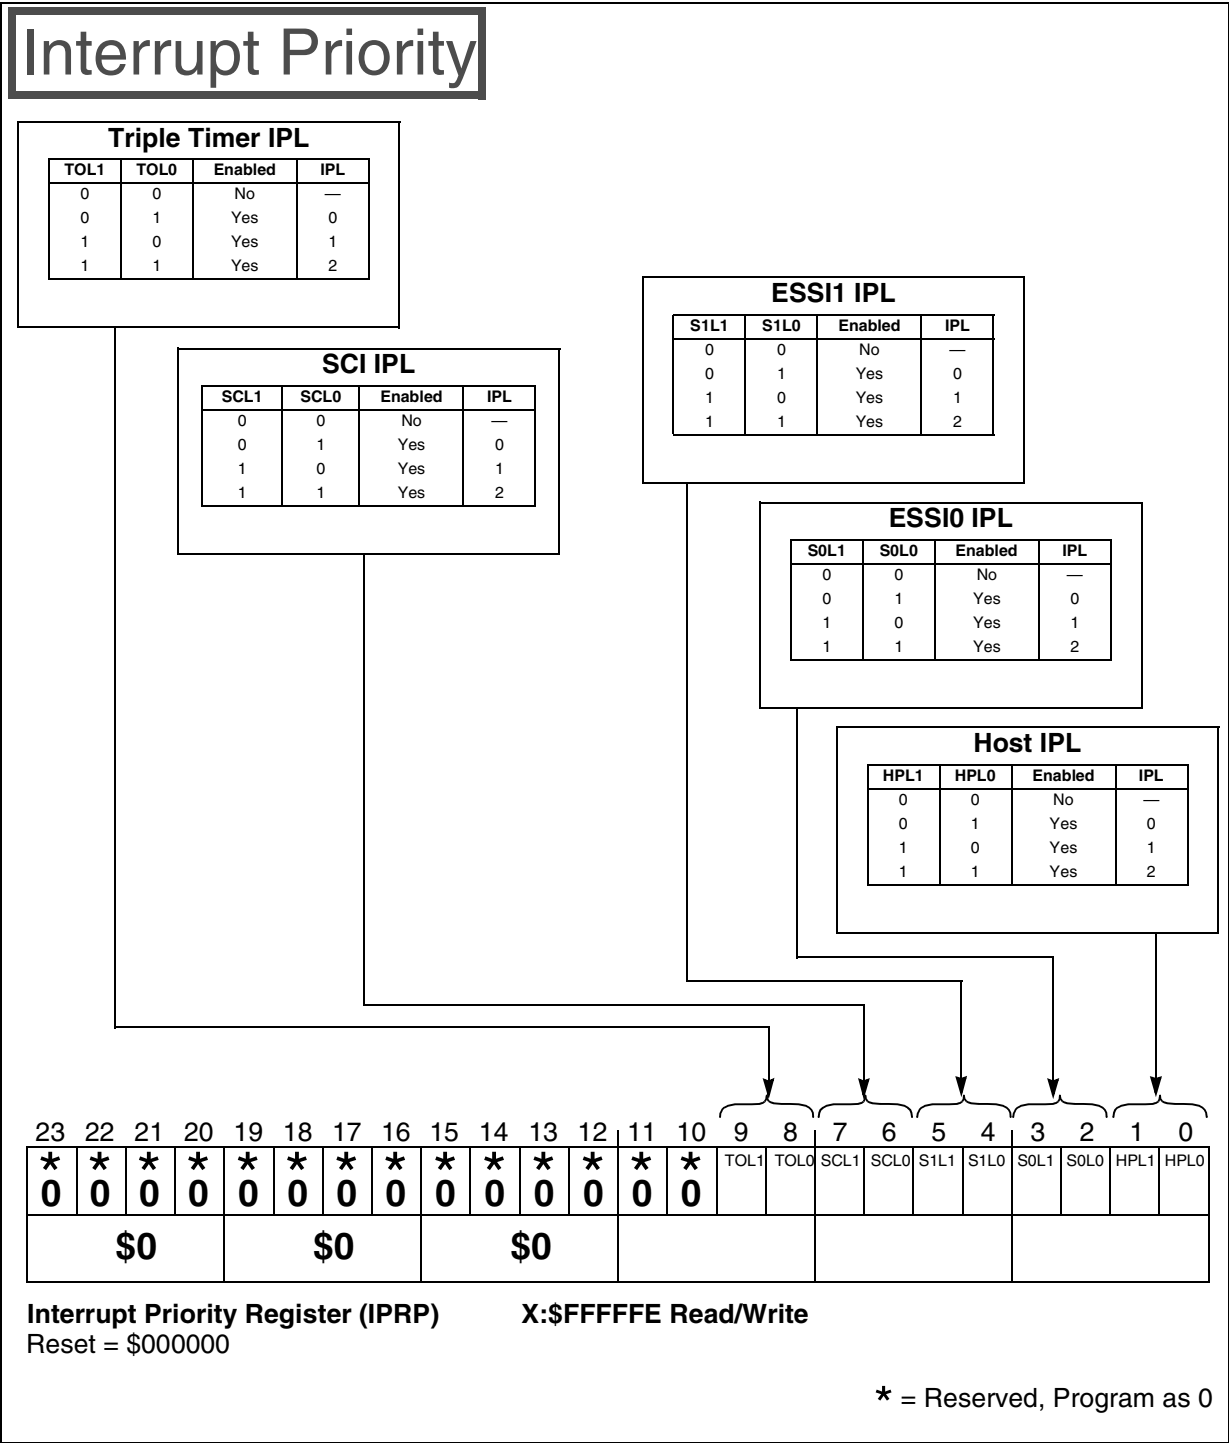 Interrupt Priority
Triple Timer IPL
TOL1 TOL0 Enabled IPL
0 0 No —
0 1 Yes 0
1 0 Yes 1
1 1 Yes 2
ESSI1 IPL
S1L1 S1L0 Enabled IPL
0 0 No —
0 1 Yes 0
1 0 Yes 1
1 1 Yes 2
SCI IPL
SCL1 SCL0 Enabled IPL
0 0 No —
0 1 Yes 0
1 0 Yes 1
1 1 Yes 2
ESSI0 IPL
S0L1 S0L0 Enabled IPL
0 0 No —
0 1 Yes 0
1 0 Yes 1
1 1 Yes 2
Host IPL
HPL1 HPL0 Enabled IPL
0 0 No —
0 1 Yes 0
1 0 Yes 1
1 1 Yes 2
23 22 21 20 19 18 17 16 15 14 13 12 11 10 9 8 7 6 5 4 3 2 1 0
* * * * * * * * * * * * * * TOL1 TOL0 SCL1 SCL0 S1L1 S1L0 S0L1 S0L0 HPL1 HPL0
0 0 0 0 0 0 0 0 0 0 0 0 0 0
$0 $0 $0
Interrupt Priority Register (IPRP) X:$FFFFFE Read/Write
Reset = $000000
* = Reserved, Program as 0